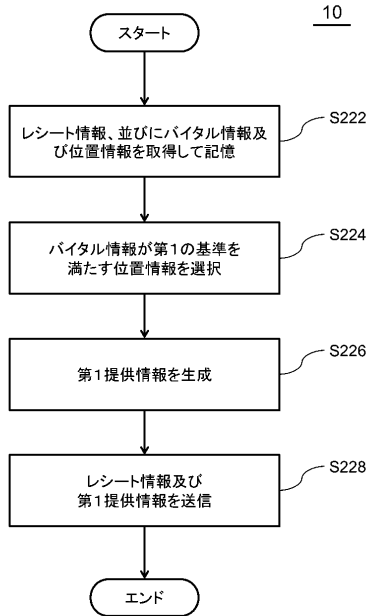 10
スタート
レシート情報、並びにバイタル情報及
び位置情報を取得して記憶
S222
バイタル情報が第1の基準を
満たす位置情報を選択
S224
第1提供情報を生成
S226
レシート情報及び
第1提供情報を送信
S228
エンド